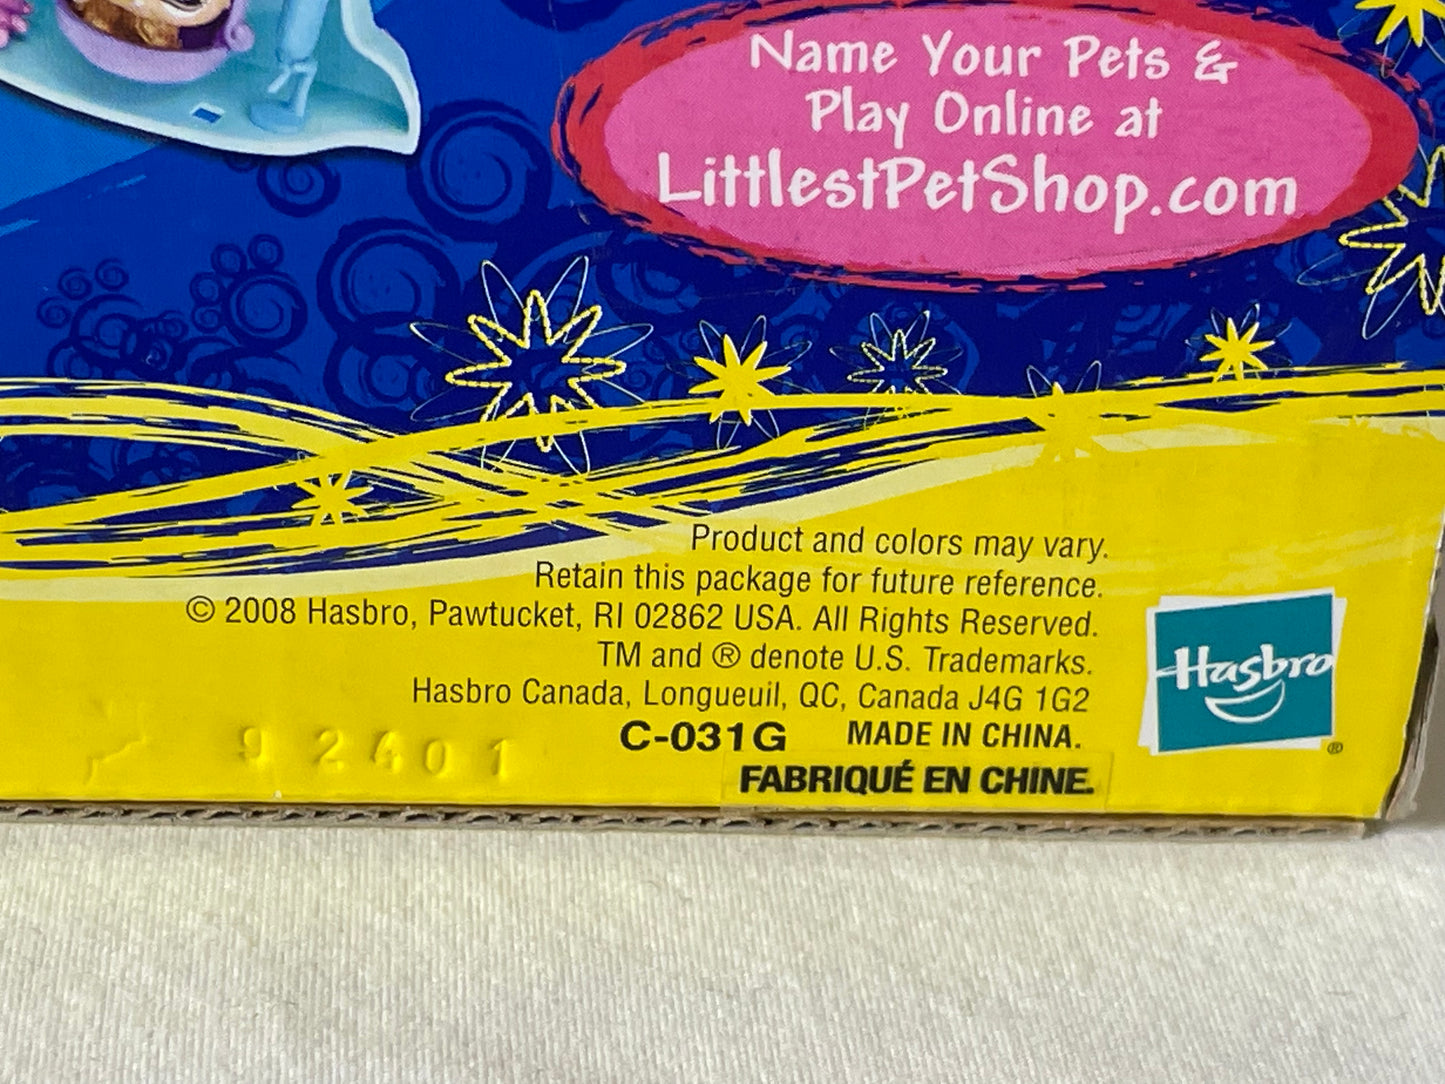 Name Your Pets &
Play Online at
LittlestPetShop.com
Product and colors may vary.
Retain this package for future reference.
© 2008 Hasbro, Pawtucket, RI 02862 USA. All Rights Reserved.
TM and ® denote U.S. Trademarks.
Hasbro Canada, Longueuil, QC, Canada J4G 1G2
C-031G MADE IN CHINA.
FABRIQUÉ EN CHINE.
92401
Hasbro
®